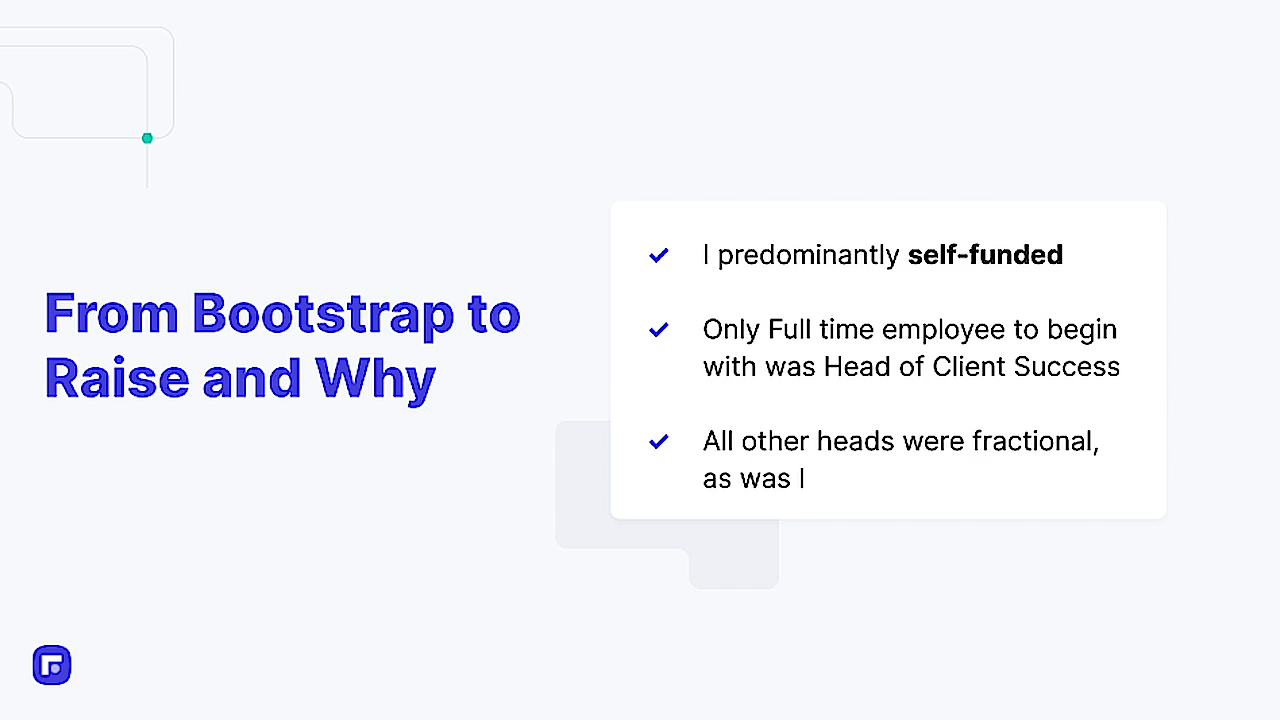 From Bootstrap to
Raise and Why
I predominantly self-funded
Only Full time employee to begin
with was Head of Client Success
All other heads were fractional,
as was I